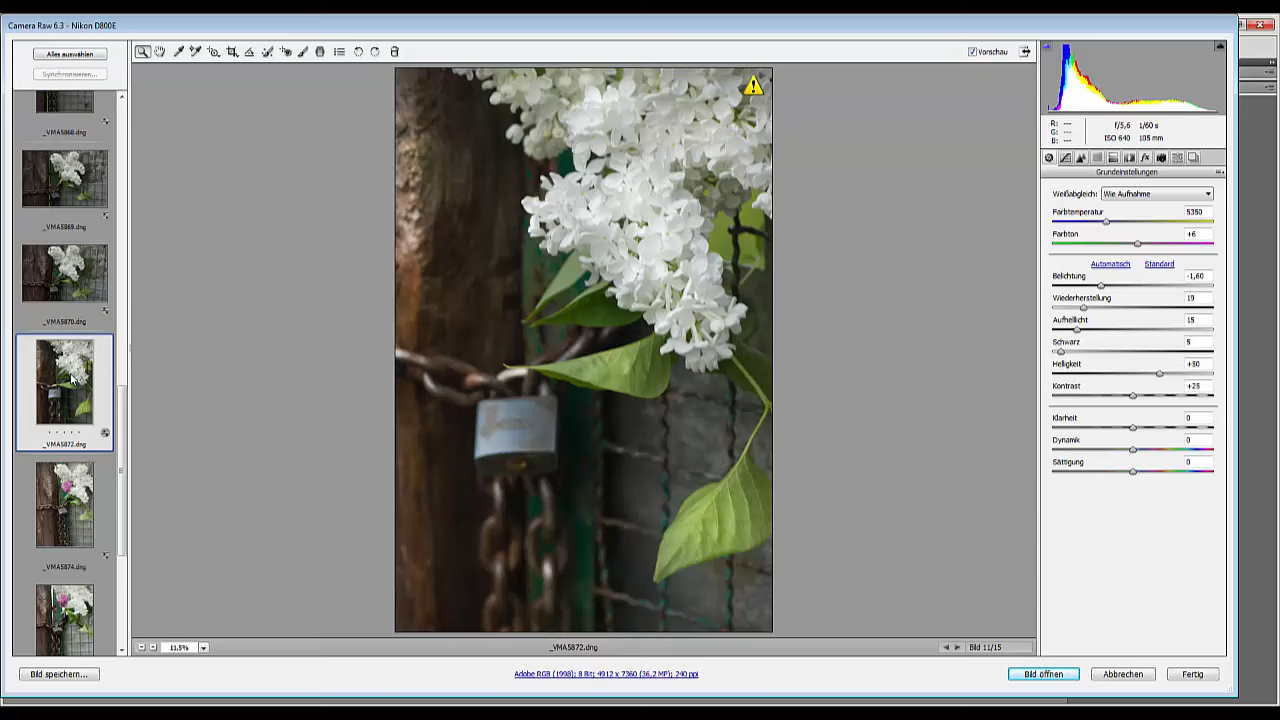 Camera Raw 6.3 - Nikon D800E
Alles auswählen
Synchronisieren...
_VMA5868.dng
_VMA5869.dng
_VMA5870.dng
_VMA5872.dng
_VMA5874.dng
Vorschau
R: ---
G: ---
B: ---
f/5,6 1/60 s
ISO 640 105 mm
Grundeinstellungen
Weißabgleich: Wie Aufnahme
Farbtemperatur 5350
Farbton +6
Automatisch Standard
Belichtung -1,60
Wiederherstellung 19
Aufhelllicht 15
Schwarz 5
Helligkeit +50
Kontrast +25
Klarheit 0
Dynamik 0
Sättigung 0
11.5%
_VMA5872.dng
Bild 11/15
Bild speichern...
Adobe RGB (1998); 8 Bit; 4912 x 7360 (36,2 MP); 240 ppi
Bild öffnen
Abbrechen
Fertig